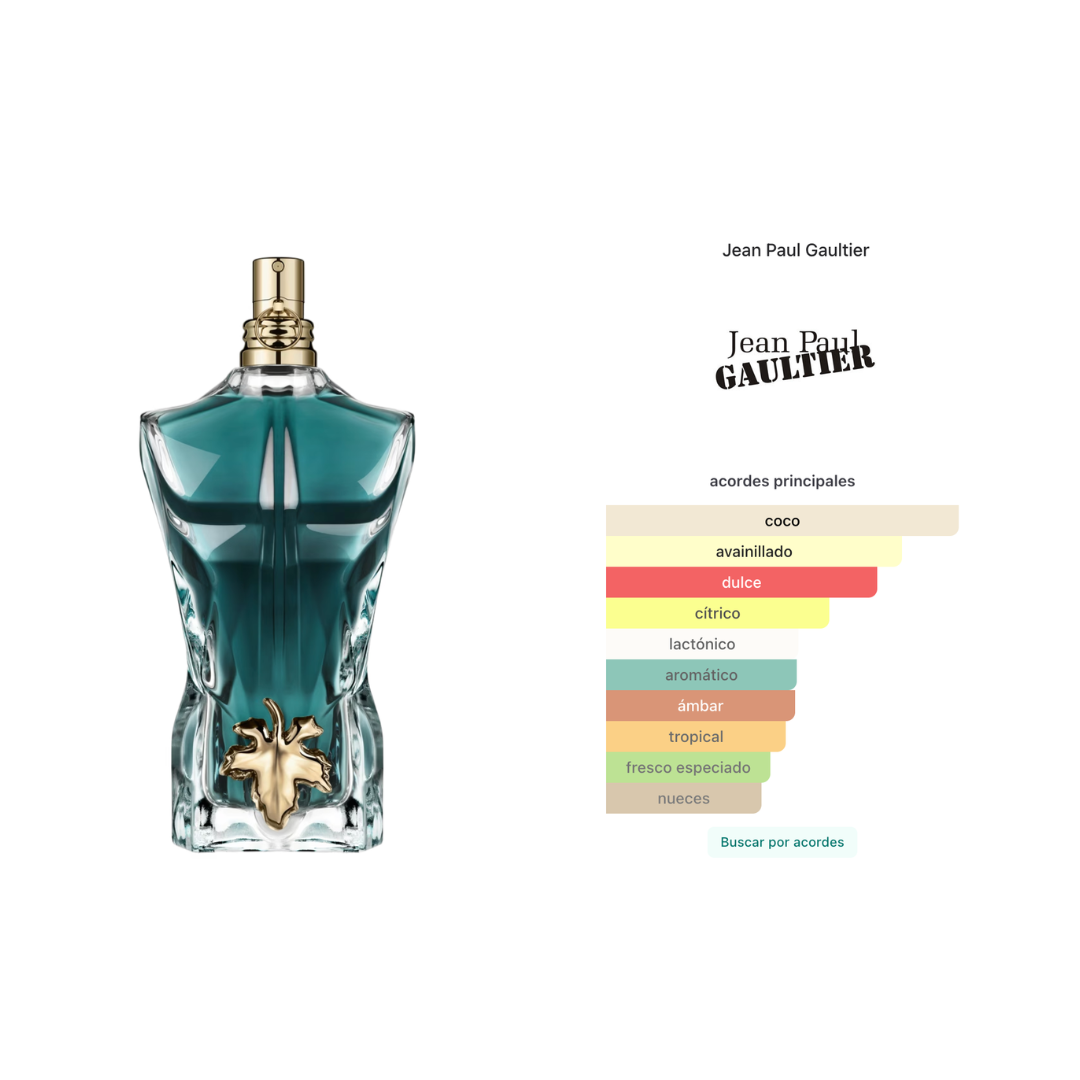 Jean Paul Gaultier
Jean Paul
GAULTIER
acordes principales
coco
avainillado
dulce
cítrico
lactónico
aromático
ámbar
tropical
fresco especiado
nueces
Buscar por acordes